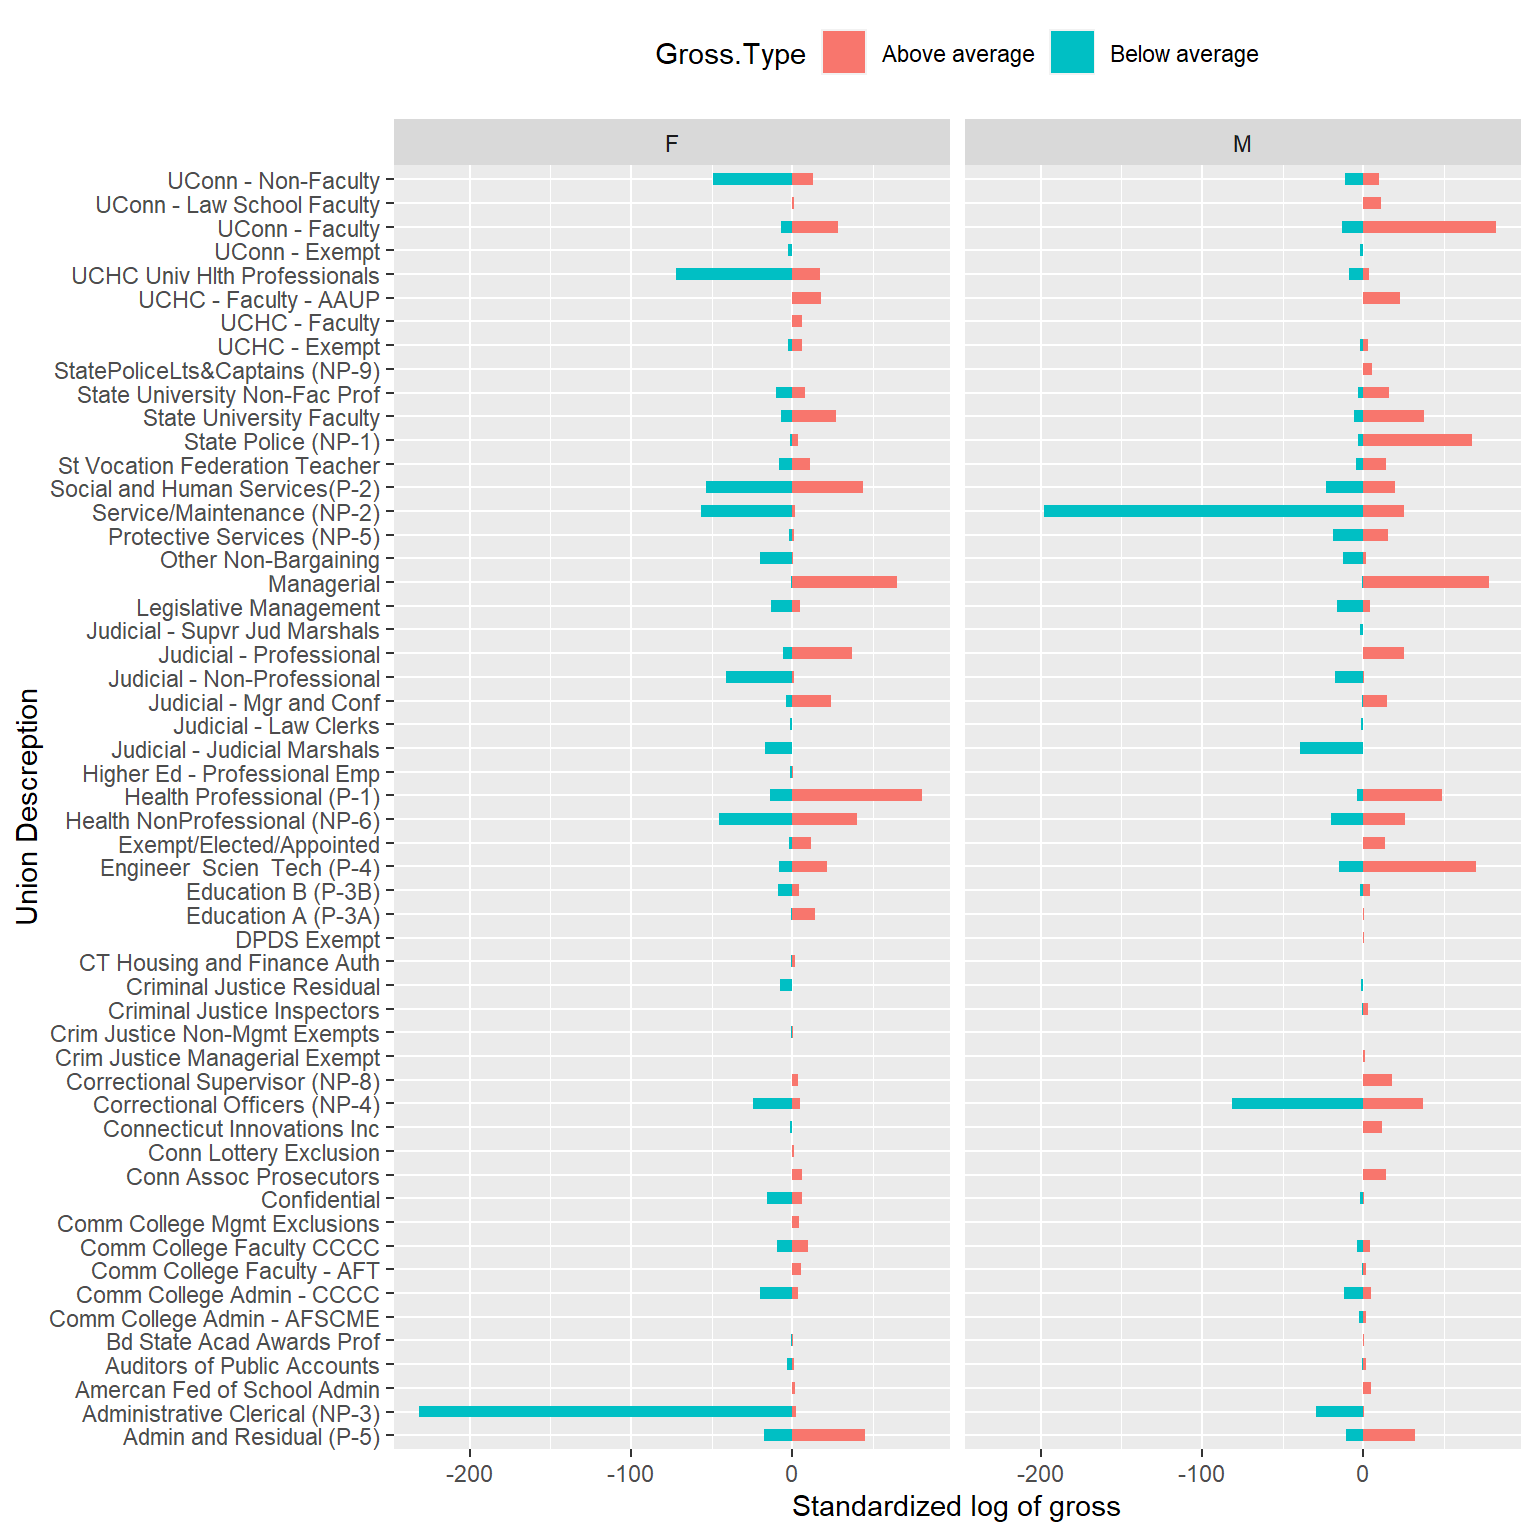 Gross.Type Above average Below average
F M
UConn - Non-Faculty
UConn - Law School Faculty
UConn - Faculty
UConn - Exempt
UCHC Univ Hlth Professionals
UCHC - Faculty - AAUP
UCHC - Faculty
UCHC - Exempt
StatePoliceLts&Captains (NP-9)
State University Non-Fac Prof
State University Faculty
State Police (NP-1)
St Vocation Federation Teacher
Social and Human Services(P-2)
Service/Maintenance (NP-2)
Protective Services (NP-5)
Other Non-Bargaining
Managerial
Legislative Management
Judicial - Supvr Jud Marshals
Judicial - Professional
Judicial - Non-Professional
Judicial - Mgr and Conf
Judicial - Law Clerks
Judicial - Judicial Marshals
Higher Ed - Professional Emp
Health Professional (P-1)
Health NonProfessional (NP-6)
Exempt/Elected/Appointed
Engineer  Scien  Tech (P-4)
Education B (P-3B)
Education A (P-3A)
DPDS Exempt
CT Housing and Finance Auth
Criminal Justice Residual
Criminal Justice Inspectors
Crim Justice Non-Mgmt Exempts
Crim Justice Managerial Exempt
Correctional Supervisor (NP-8)
Correctional Officers (NP-4)
Connecticut Innovations Inc
Conn Lottery Exclusion
Conn Assoc Prosecutors
Confidential
Comm College Mgmt Exclusions
Comm College Faculty CCCC
Comm College Faculty - AFT
Comm College Admin - CCCC
Comm College Admin - AFSCME
Bd State Acad Awards Prof
Auditors of Public Accounts
Amercan Fed of School Admin
Administrative Clerical (NP-3)
Admin and Residual (P-5)
Union Descreption
-200 -100 0 -200 -100 0
Standardized log of gross